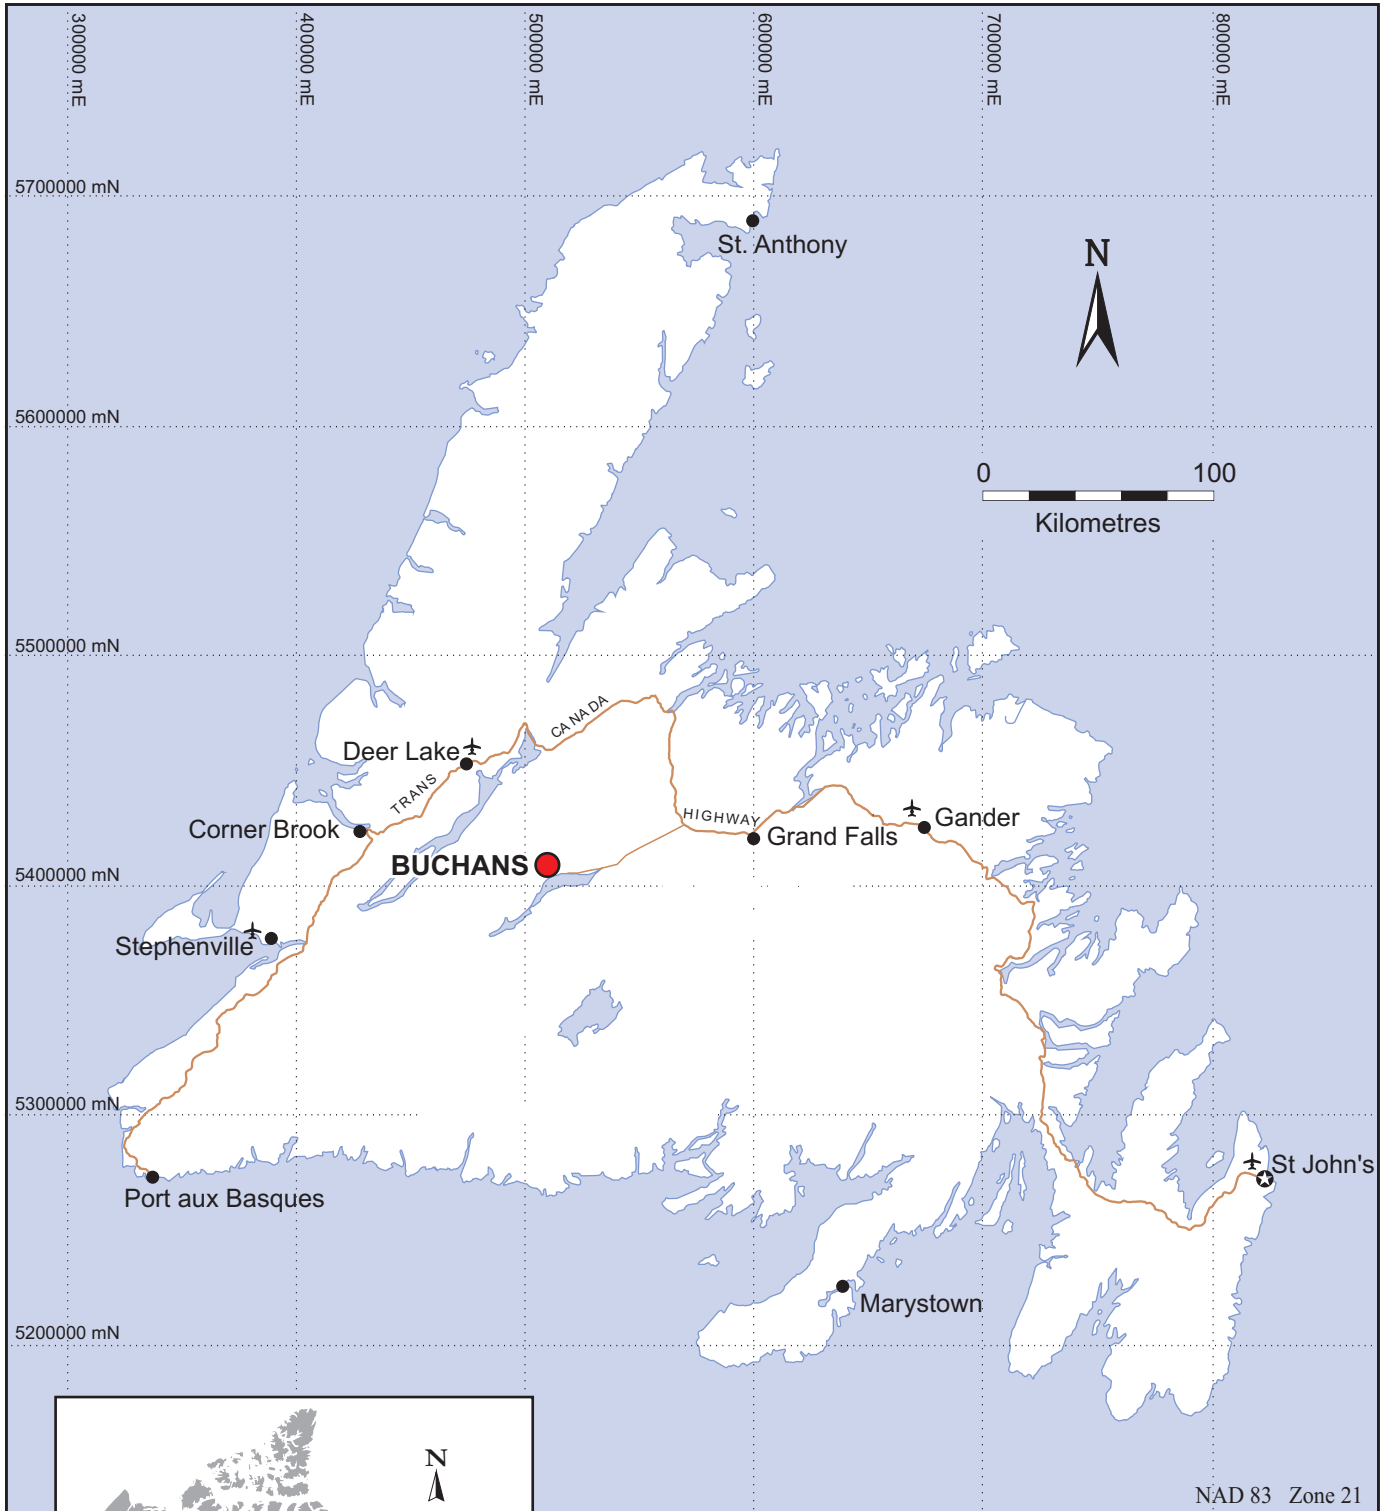 300000 mE
400000 mE
500000 mE
600000 mE
700000 mE
800000 mE
5700000 mN
St. Anthony
N
5600000 mN
0 100
Kilometres
5500000 mN
CANADA
Deer Lake
TRANS
HIGHWAY
Gander
Corner Brook
Grand Falls
BUCHANS
5400000 mN
Stephenville
5300000 mN
St John's
Port aux Basques
Marystown
5200000 mN
N
NAD 83 Zone 21